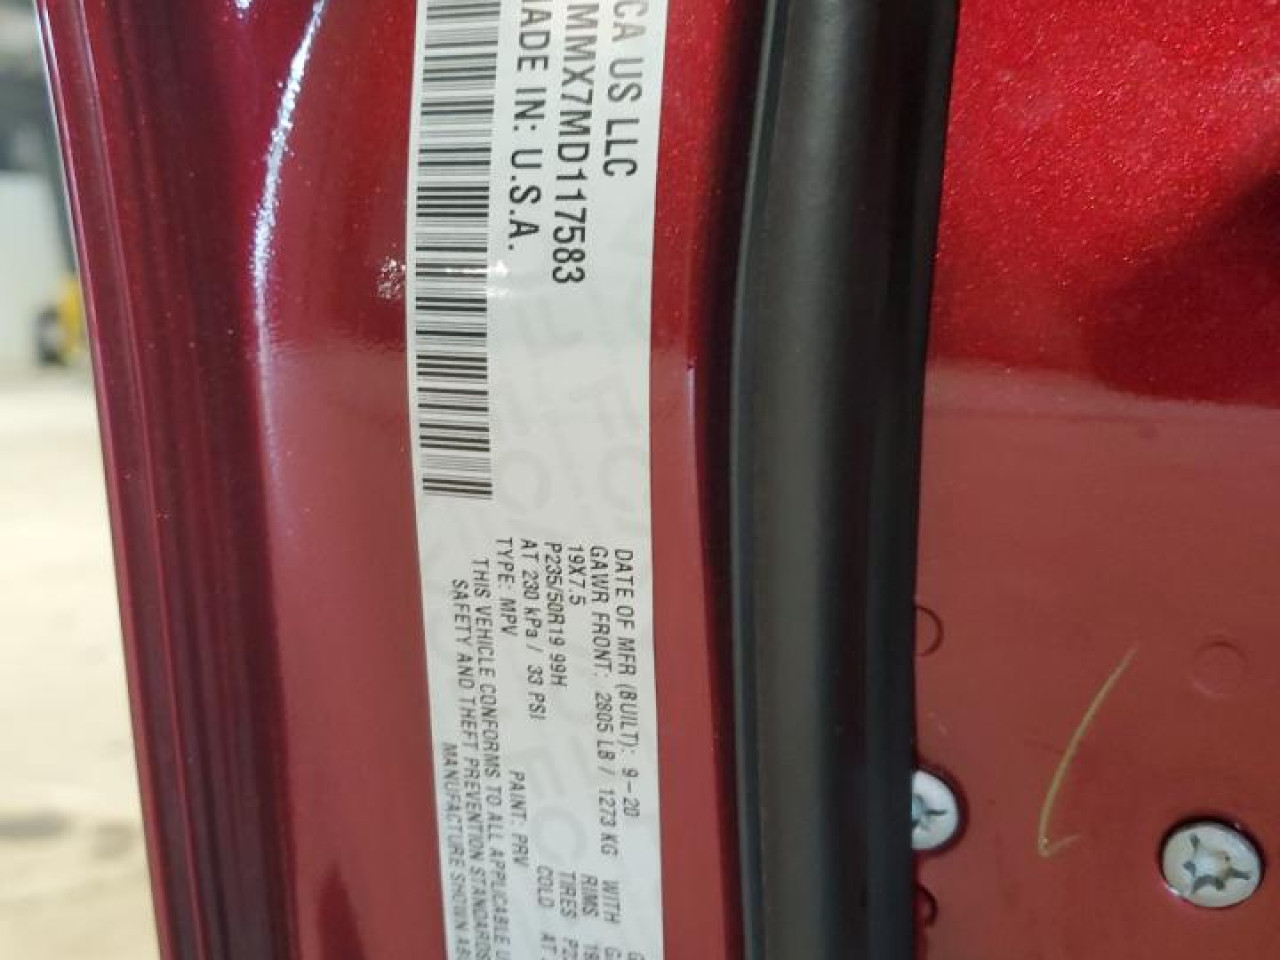 CA US LLC
MMX7MD117583
MADE IN: U.S.A.
DATE OF MFR (BUILT): 9-20
GAWR FRONT: 2805 LB / 1273 KG WITH
19X7.5 RIMS
P235/50R19 99H TIRES
AT 230 kPa / 33 PSI COLD AT
TYPE: MPV PAINT: PRV
THIS VEHICLE CONFORMS TO ALL APPLICABLE
SAFETY AND THEFT PREVENTION STANDARDS
MANUFACTURE SHOWN